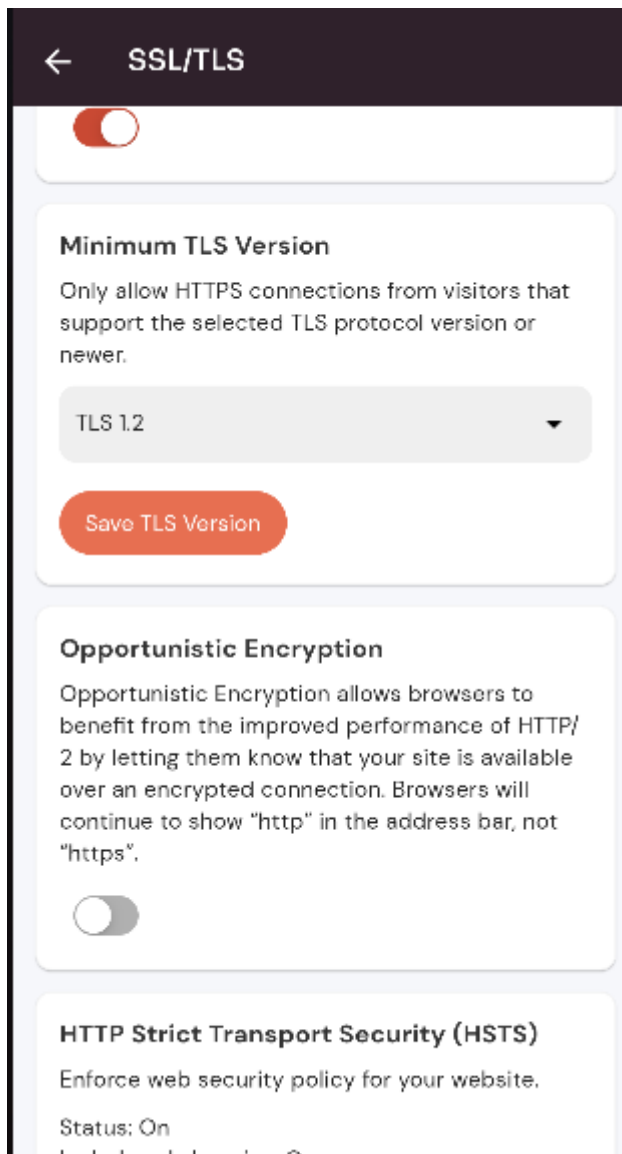 SSL/TLS
Minimum TLS Version
Only allow HTTPS connections from visitors that
support the selected TLS protocol version or
newer.
TLS 1.2
Save TLS Version
Opportunistic Encryption
Opportunistic Encryption allows browsers to
benefit from the improved performance of HTTP/
2 by letting them know that your site is available
over an encrypted connection. Browsers will
continue to show "http" in the address bar, not
"https".
HTTP Strict Transport Security (HSTS)
Enforce web security policy for your website.
Status: On